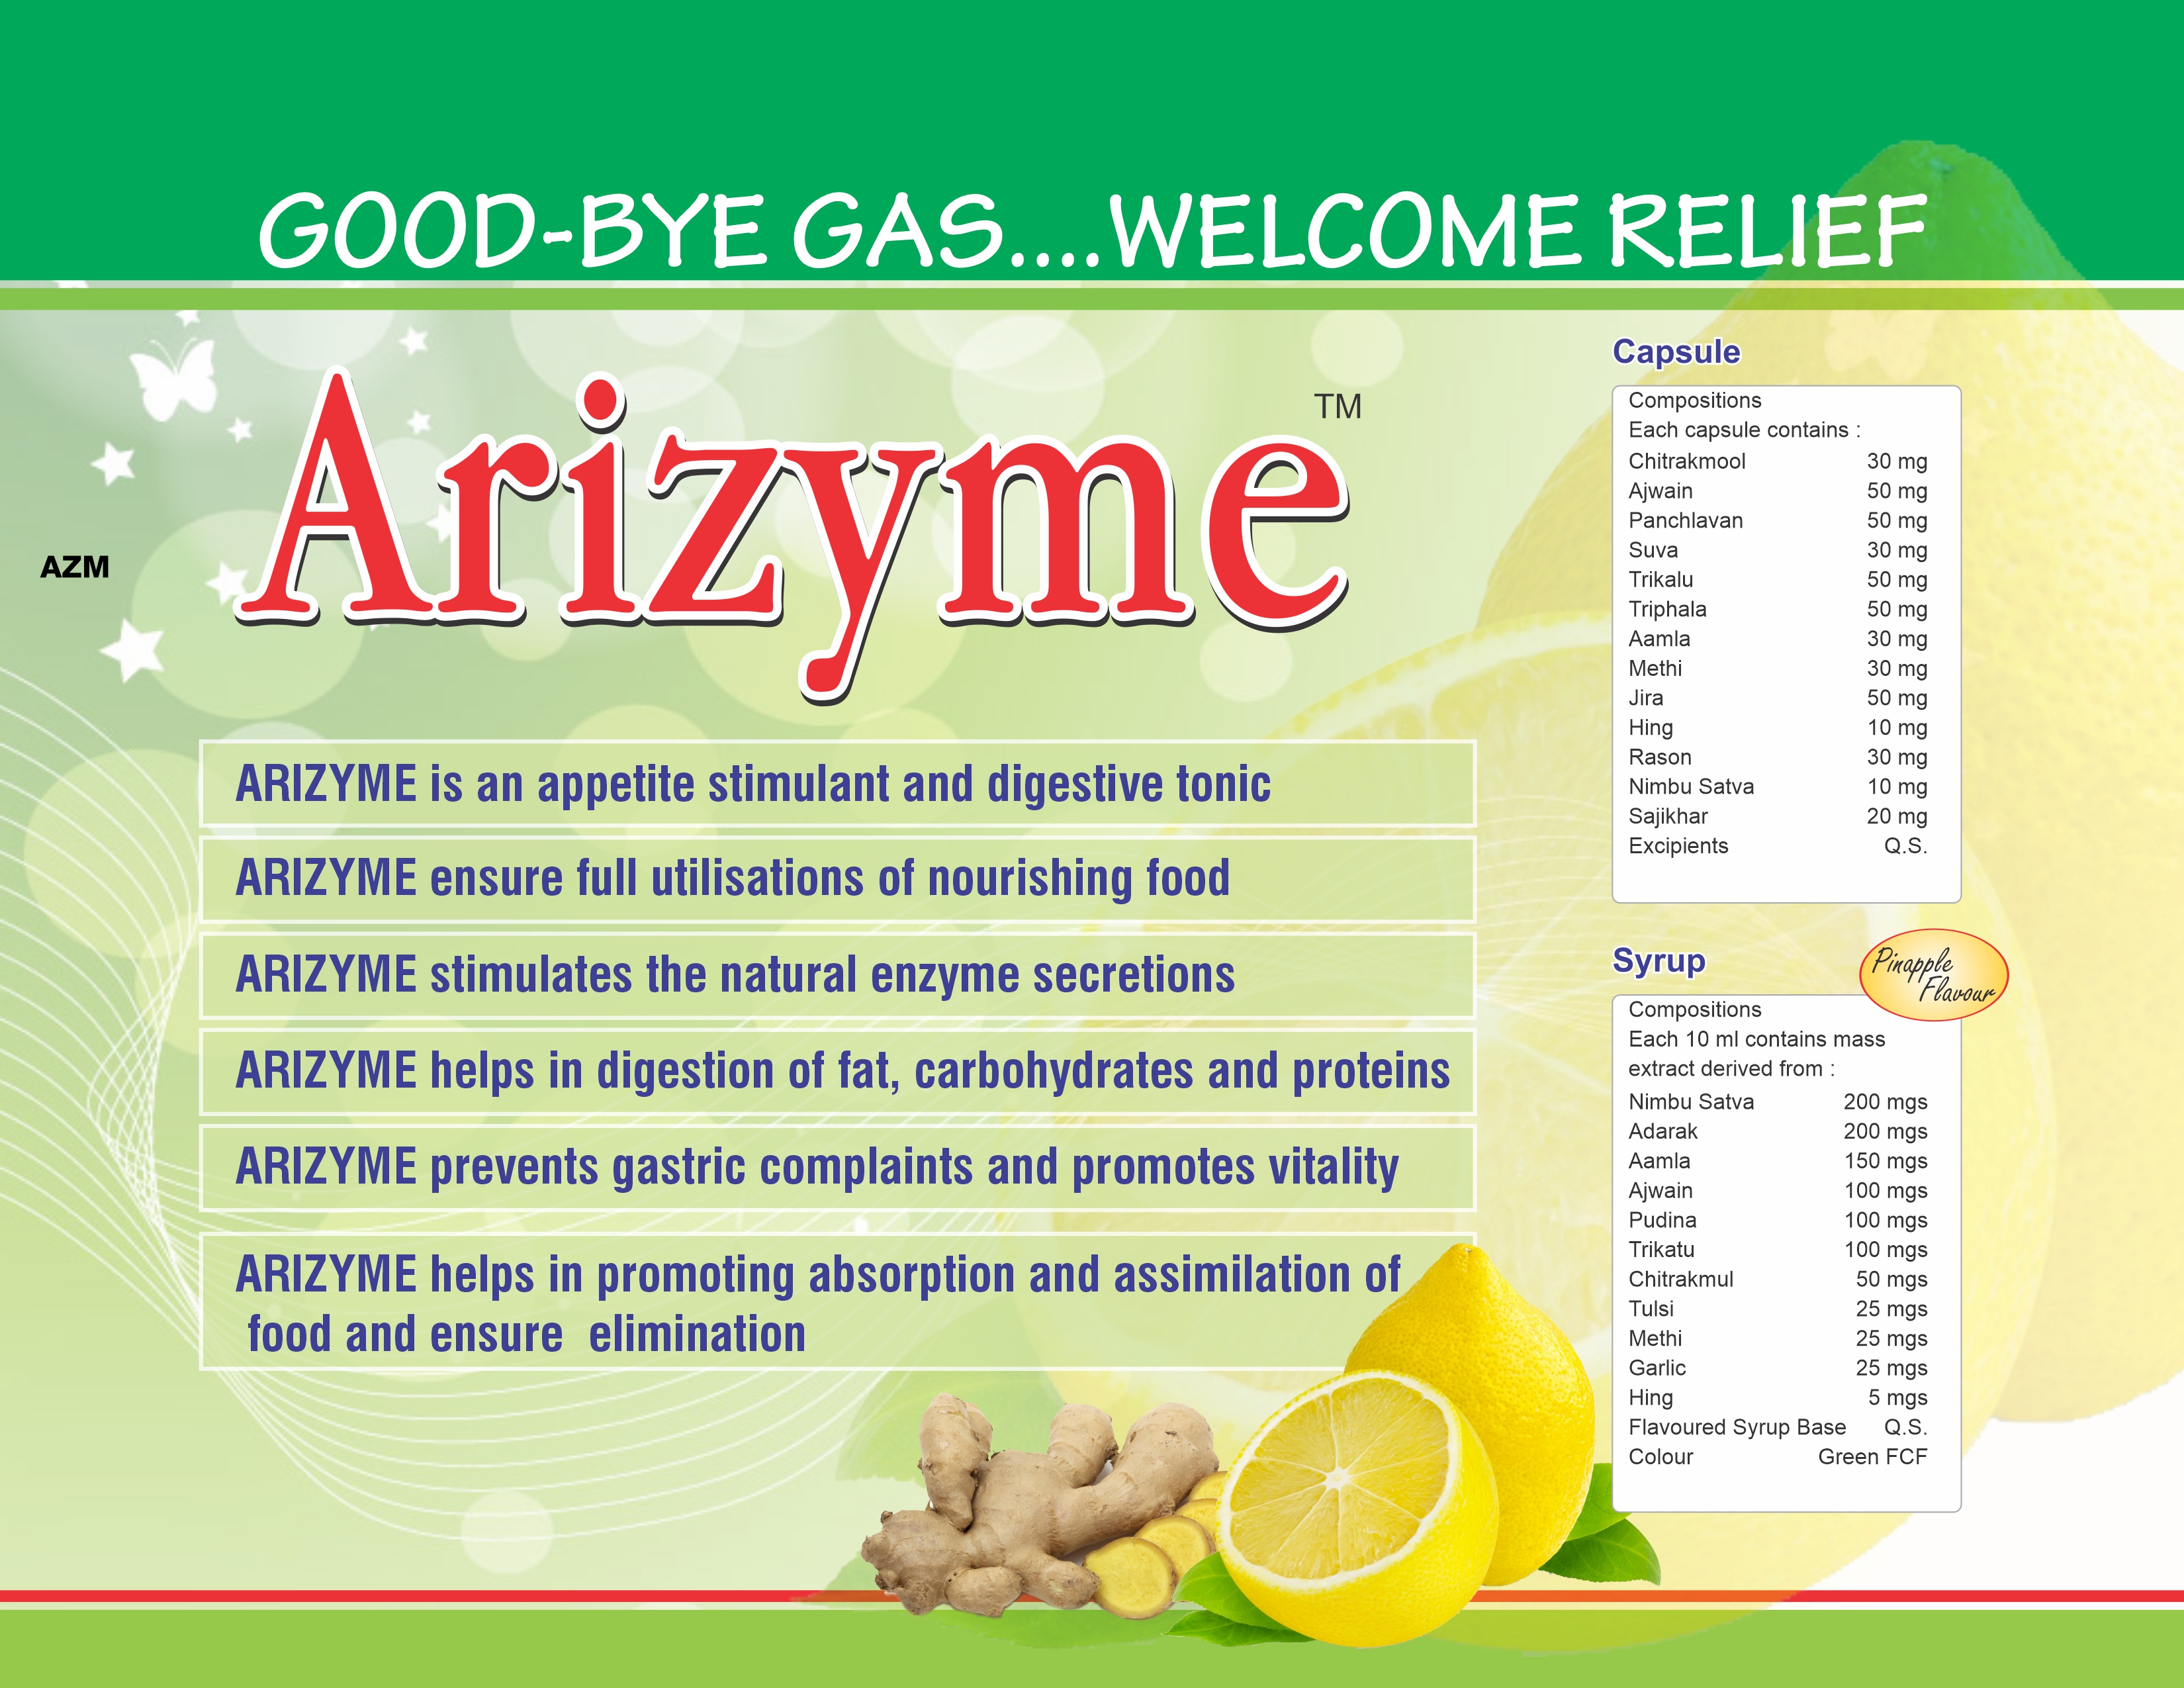 GOOD-BYE GAS....WELCOME RELIEF
AZM
Arizyme TM
ARIZYME is an appetite stimulant and digestive tonic
ARIZYME ensure full utilisations of nourishing food
ARIZYME stimulates the natural enzyme secretions
ARIZYME helps in digestion of fat, carbohydrates and proteins
ARIZYME prevents gastric complaints and promotes vitality
ARIZYME helps in promoting absorption and assimilation of
food and ensure elimination
Capsule
Compositions
Each capsule contains :
Chitrakmool 30 mg
Ajwain 50 mg
Panchlavan 50 mg
Suva 30 mg
Trikalu 50 mg
Triphala 50 mg
Aamla 30 mg
Methi 30 mg
Jira 50 mg
Hing 10 mg
Rason 30 mg
Nimbu Satva 10 mg
Sajikhar 20 mg
Excipients Q.S.
Syrup
Pinapple
Flavour
Compositions
Each 10 ml contains mass
extract derived from :
Nimbu Satva 200 mgs
Adarak 200 mgs
Aamla 150 mgs
Ajwain 100 mgs
Pudina 100 mgs
Trikatu 100 mgs
Chitrakmul 50 mgs
Tulsi 25 mgs
Methi 25 mgs
Garlic 25 mgs
Hing 5 mgs
Flavoured Syrup Base Q.S.
Colour Green FCF